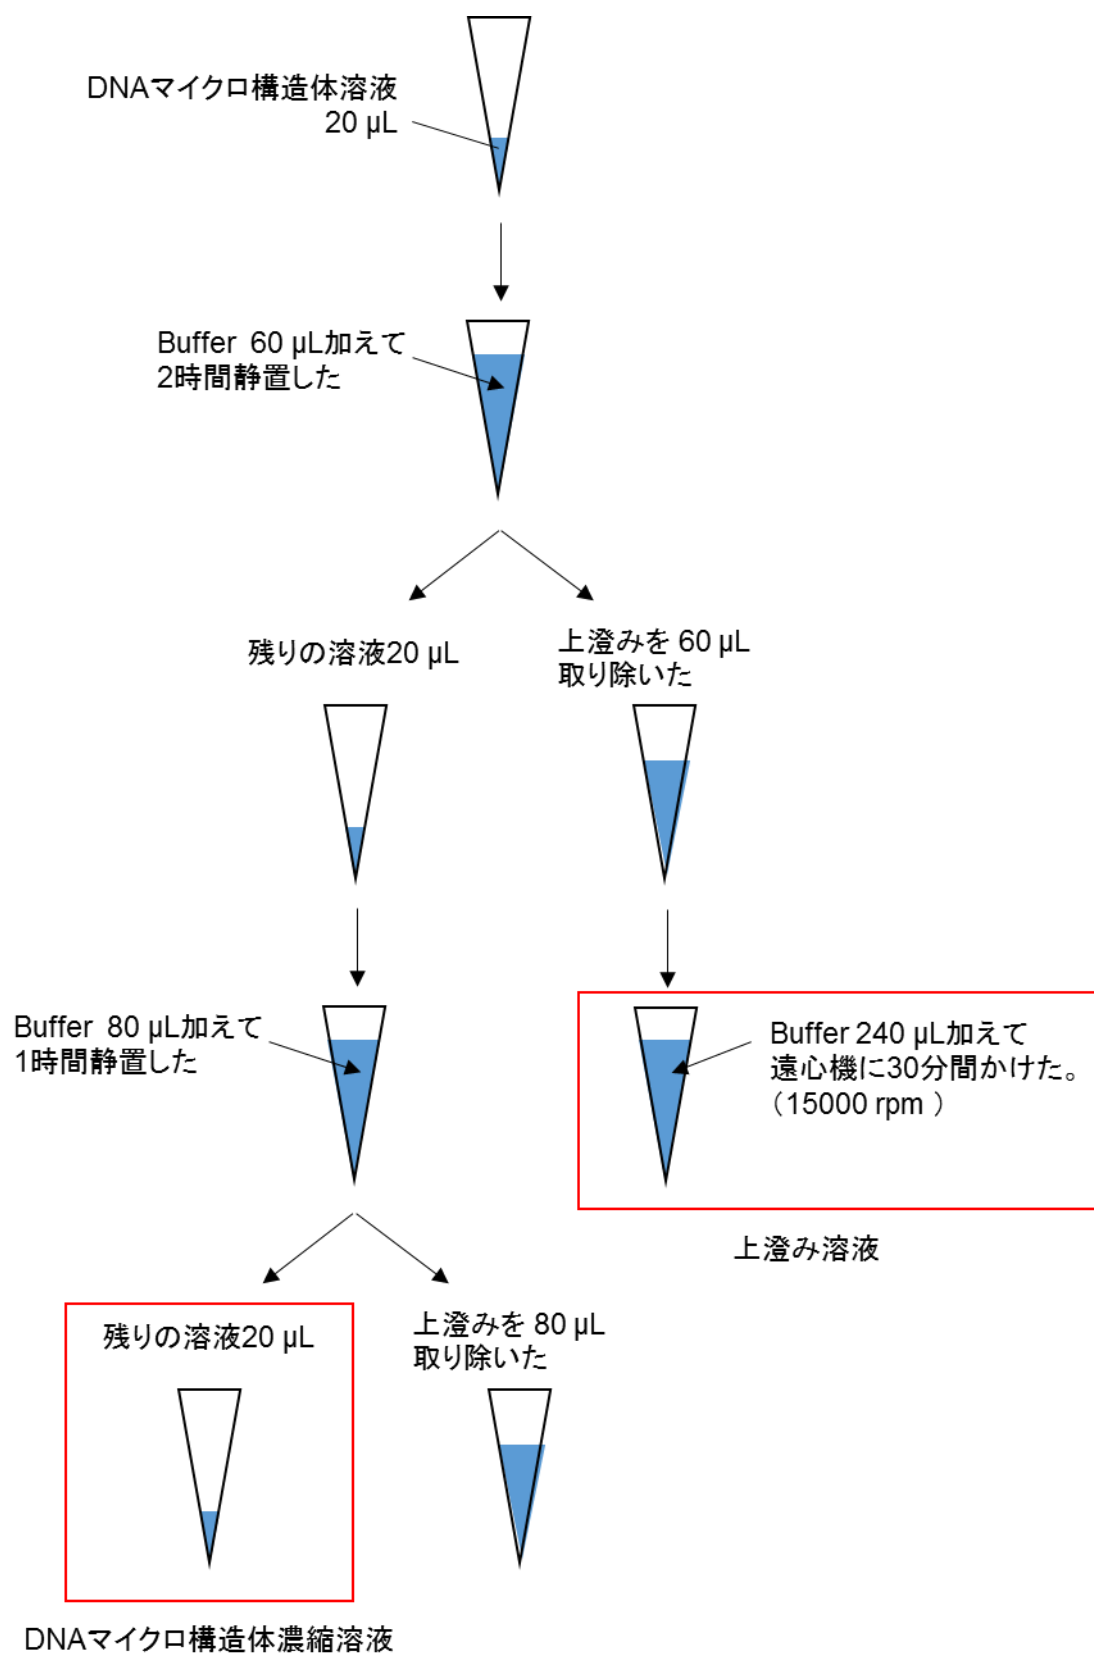 DNAマイクロ構造体溶液
20 µL
Buffer 60 µL加えて
2時間静置した
残りの溶液20 µL
上澄みを 60 µL
取り除いた
Buffer 80 µL加えて
1時間静置した
Buffer 240 µL加えて
遠心機に30分間かけた。
（15000 rpm ）
上澄み溶液
残りの溶液20 µL
上澄みを 80 µL
取り除いた
DNAマイクロ構造体濃縮溶液